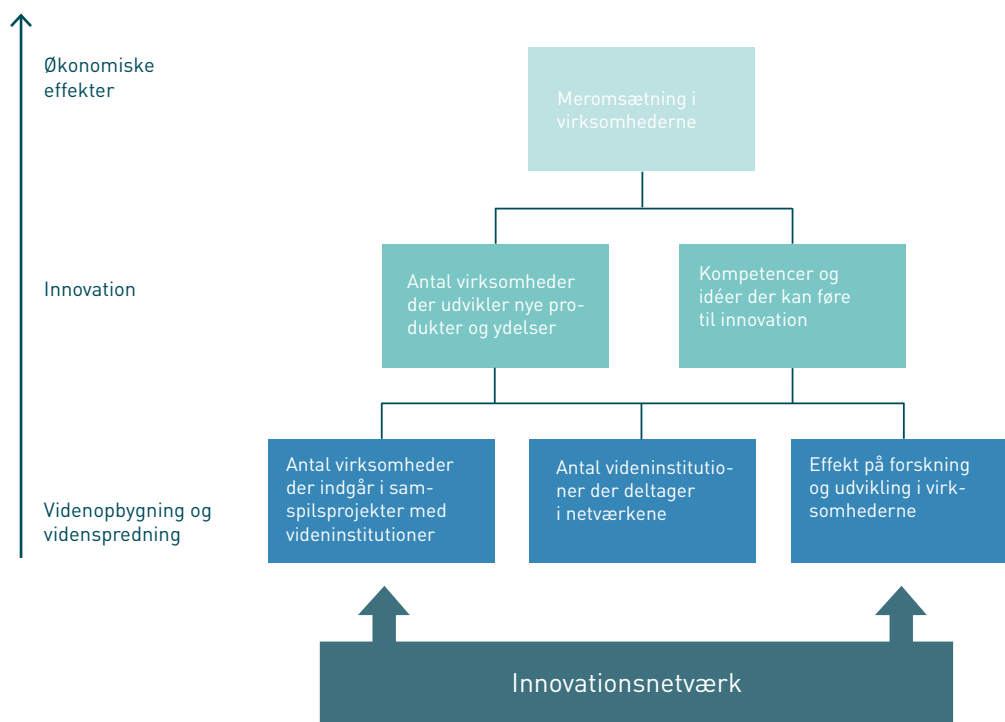 Økonomiske
effekter
Meromsætning i
virksomhederne
Innovation
Antal virksomheder
der udvikler nye pro-
dukter og ydelser
Kompetencer og
idéer der kan føre
til innovation
Videnopbygning og
videnspredning
Antal virksomheder
der indgår i sam-
spilsprojekter med
videninstitutioner
Antal videninstitutio-
ner der deltager
i netværkene
Effekt på forskning
og udvikling i virk-
somhederne
Innovationsnetværk